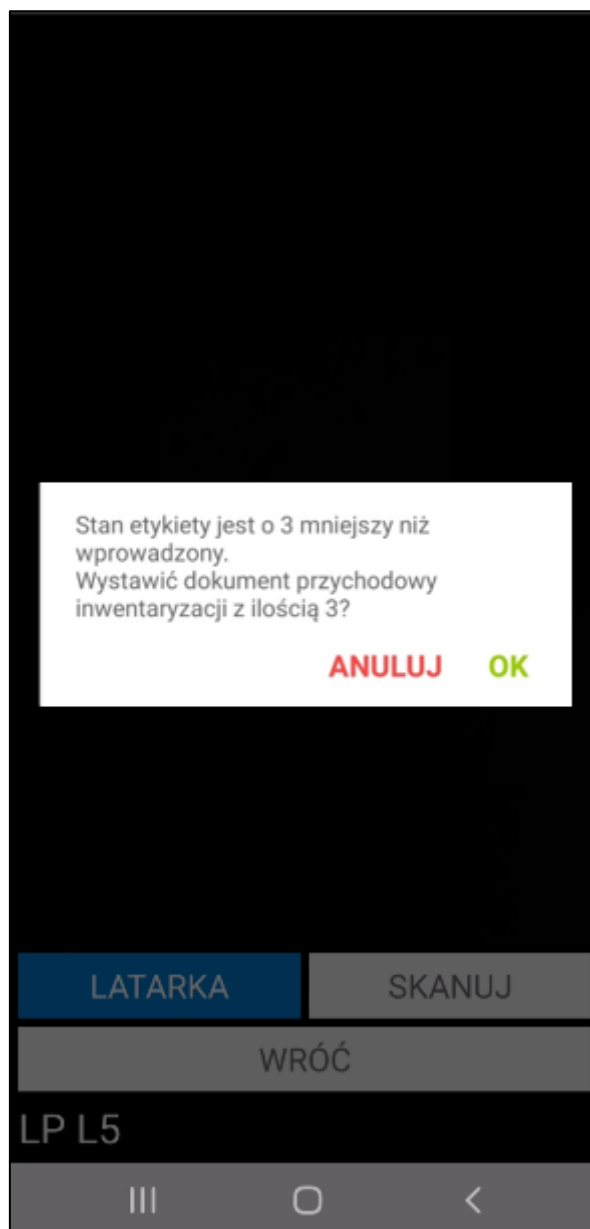 Stan etykiety jest o 3 mniejszy niż
wprowadzony.
Wystawić dokument przychodowy
inwentaryzacji z ilością 3?
ANULUJ OK
LATARKA SKANUJ
WRÓĆ
LP L5